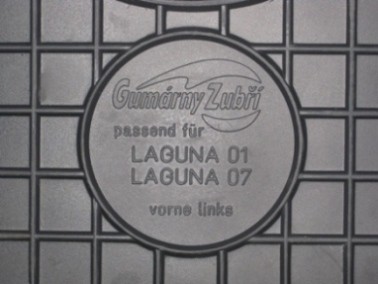 Gumárny Zubří
passend für
LAGUNA 01
LAGUNA 07
vorne links